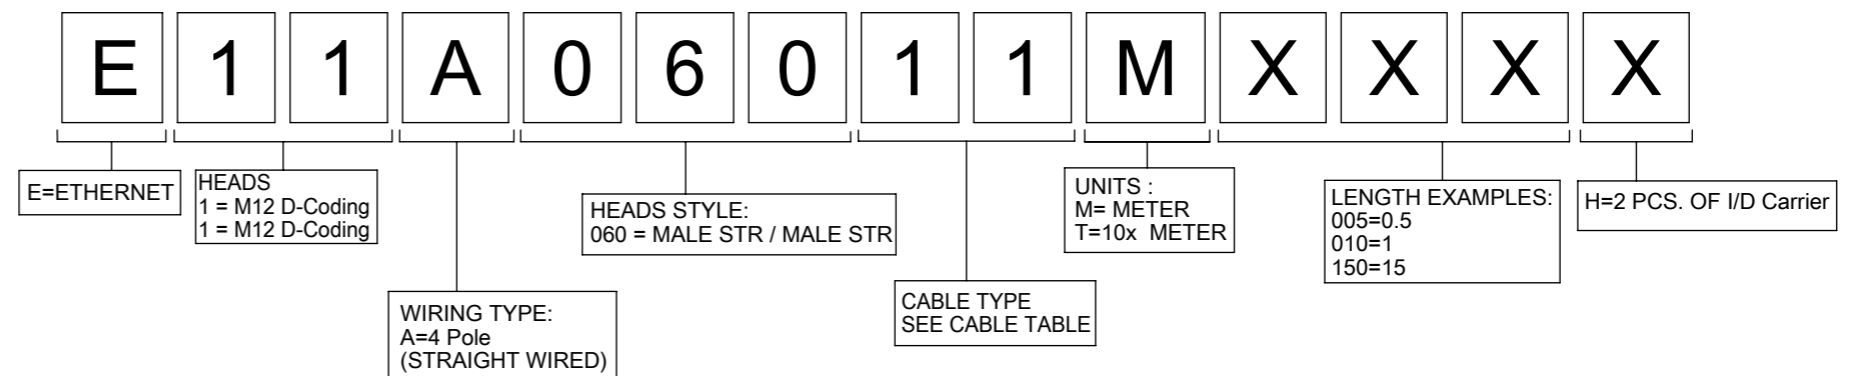 E 1 1 A 0 6 0 1 1 M X X X X
E=ETHERNET
HEADS
1 = M12 D-Coding
1 = M12 D-Coding
WIRING TYPE:
A=4 Pole
(STRAIGHT WIRED)
HEADS STYLE:
060 = MALE STR / MALE STR
CABLE TYPE
SEE CABLE TABLE
UNITS :
M= METER
T=10x METER
LENGTH EXAMPLES:
005=0.5
010=1
150=15
H=2 PCS. OF I/D Carrier